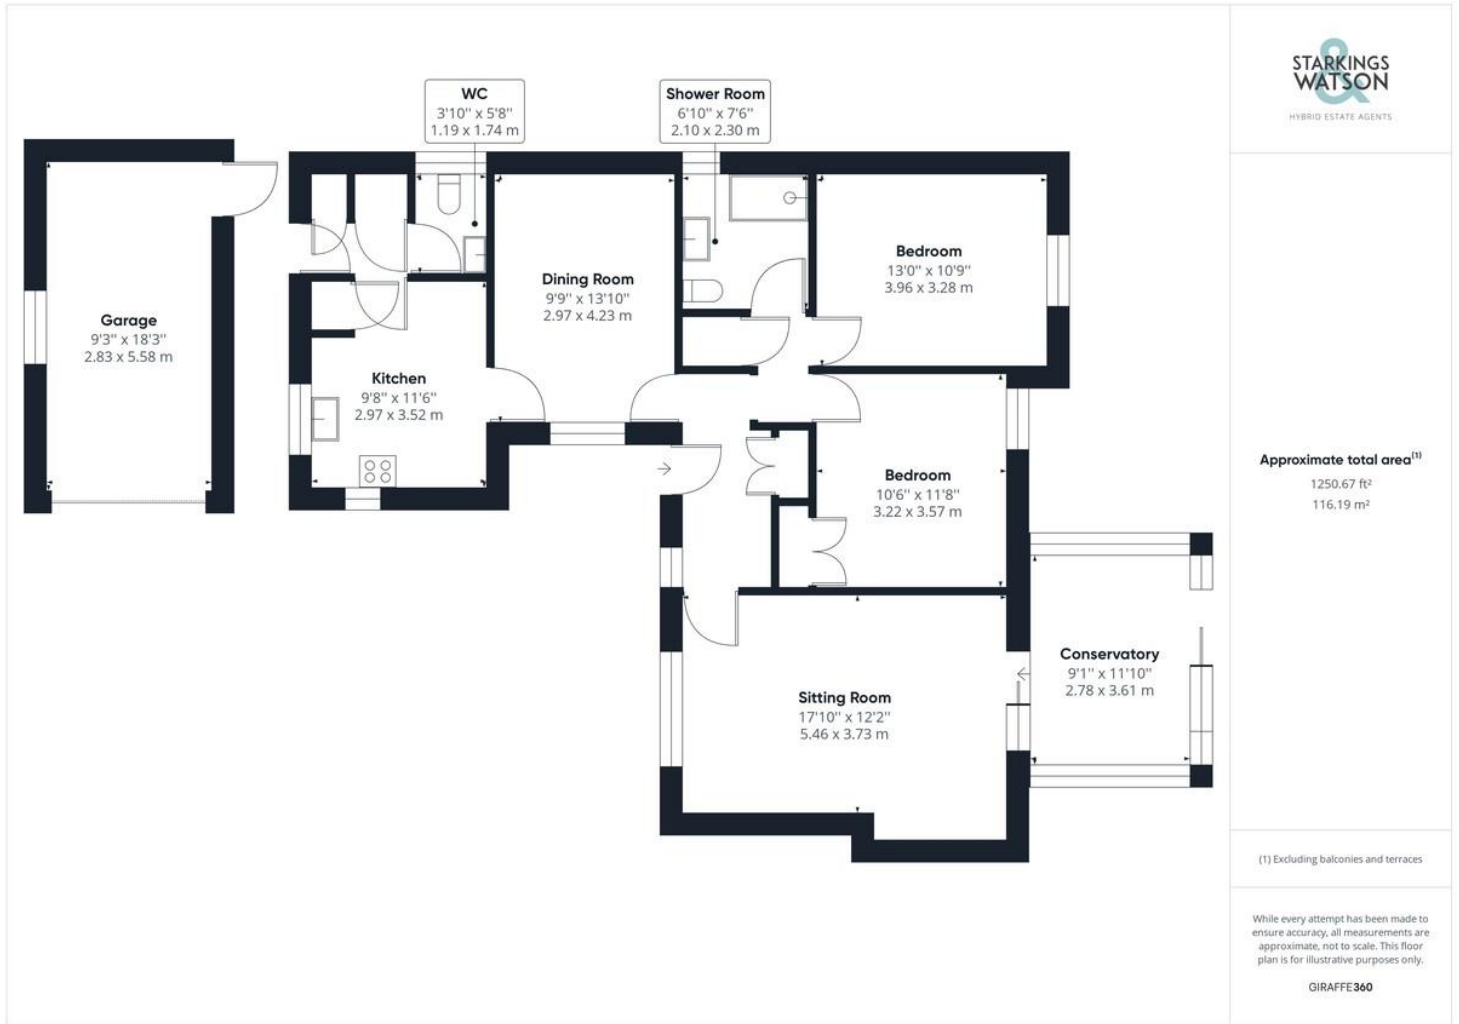 WC
3'10" x 5'8"
1.19 x 1.74 m
Shower Room
6'10" x 7'6"
2.10 x 2.30 m
Garage
9'3" x 18'3"
2.83 x 5.58 m
Kitchen
9'8" x 11'6"
2.97 x 3.52 m
Dining Room
9'9" x 13'10"
2.97 x 4.23 m
Bedroom
13'0" x 10'9"
3.96 x 3.28 m
Bedroom
10'6" x 11'8"
3.22 x 3.57 m
Sitting Room
17'10" x 12'2"
5.46 x 3.73 m
Conservatory
9'1" x 11'10"
2.78 x 3.61 m
&
STARKINGS
WATSON
HYBRID ESTATE AGENTS
Approximate total area(1)
1250.67 ft²
116.19 m²
(1) Excluding balconies and terraces
While every attempt has been made to
ensure accuracy, all measurements are
approximate, not to scale. This floor
plan is for illustrative purposes only.
GIRAFFE360